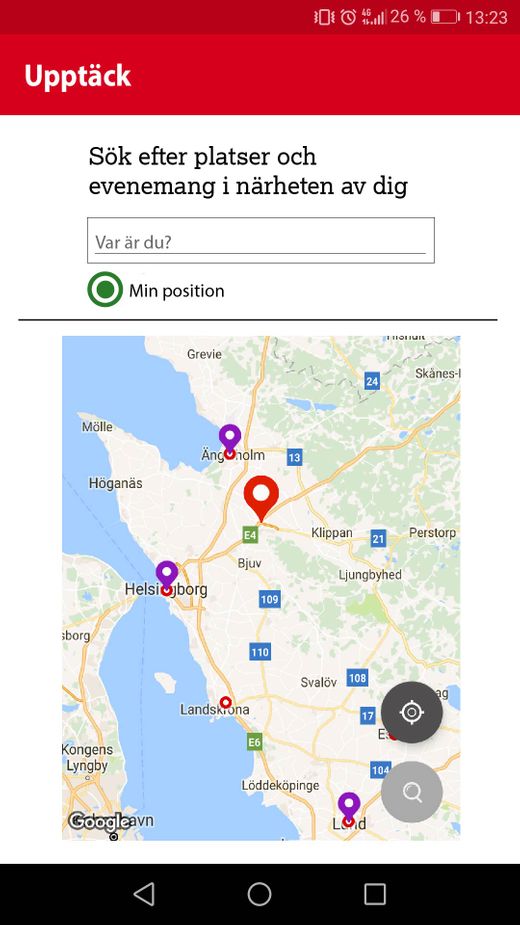 4G 26 % 13:23
Upptäck
Sök efter platser och
evenemang i närheten av dig
Var är du?
Min position
Grevie
24
Skånes-
Mölle
Ängelholm
13
Höganäs
E4
Klippan
21
Perstorp
Bjuv
Ljungbyhed
Helsingborg
109
sborg
110
Svalöv
108
Landskrona
17
E6
Kongens
Lyngby
104
Löddeköpinge
Google
Lund